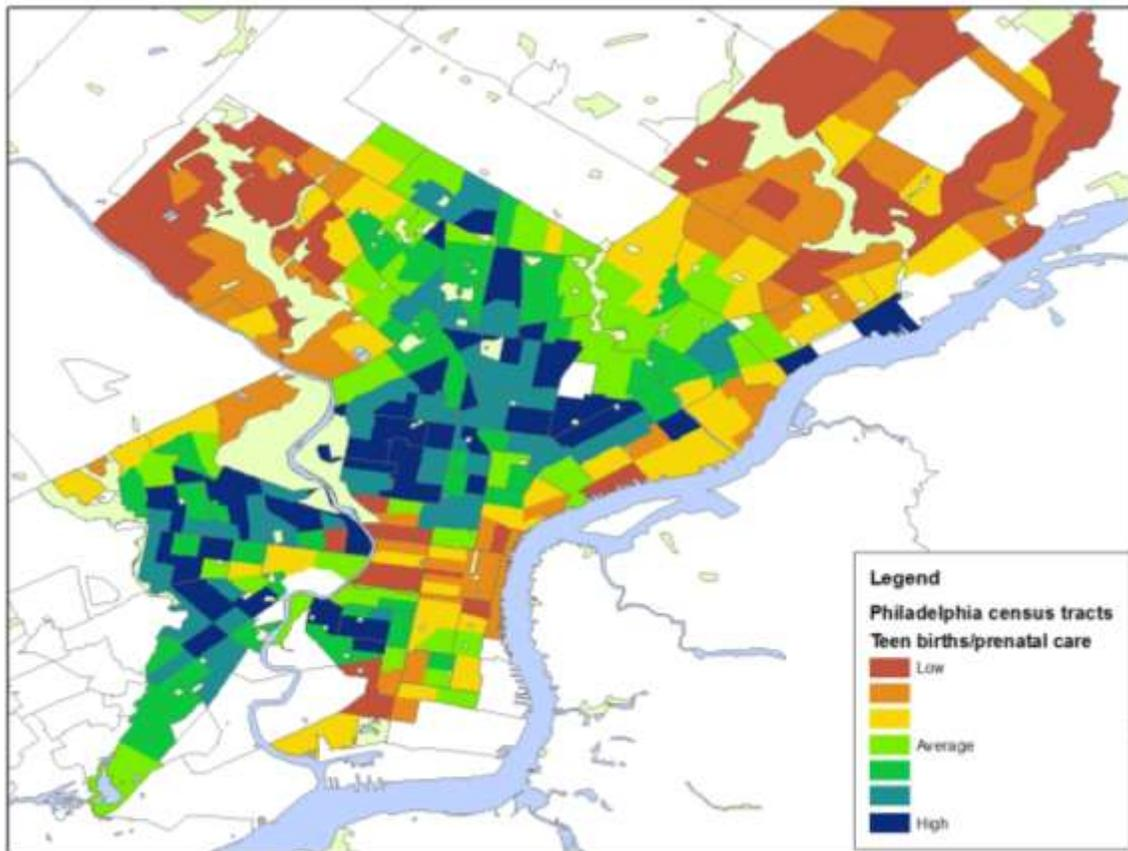 Legend
Philadelphia census tracts
Teen births/prenatal care
Low
Average
High